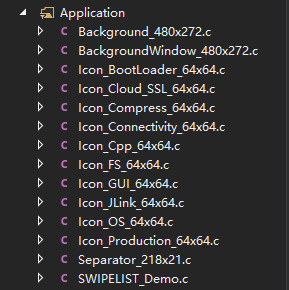 Application
Background_480x272.c
BackgroundWindow_480x272.c
Icon_BootLoader_64x64.c
Icon_Cloud_SSL_64x64.c
Icon_Compress_64x64.c
Icon_Connectivity_64x64.c
Icon_Cpp_64x64.c
Icon_FS_64x64.c
Icon_GUI_64x64.c
Icon_JLink_64x64.c
Icon_OS_64x64.c
Icon_Production_64x64.c
Separator_218x21.c
SWIPELIST_Demo.c